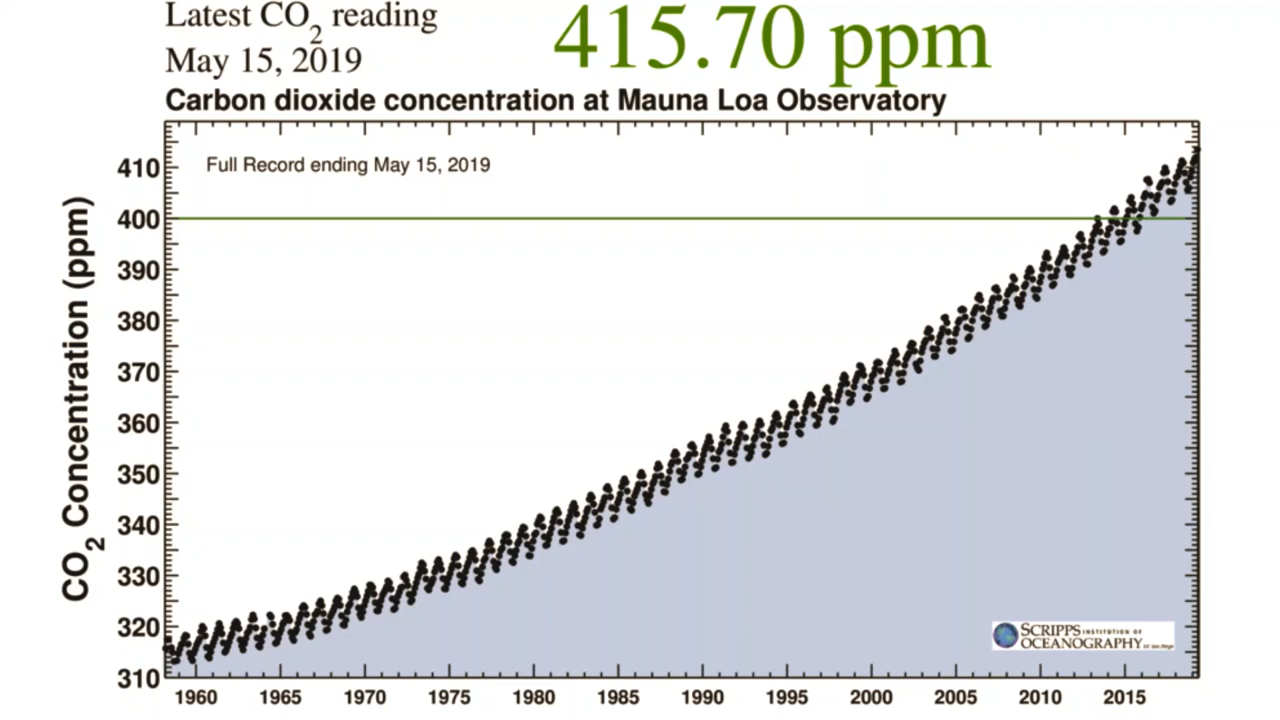 Latest CO2 reading
May 15, 2019
415.70 ppm
Carbon dioxide concentration at Mauna Loa Observatory
Full Record ending May 15, 2019
CO2 Concentration (ppm)
410
400
390
380
370
360
350
340
330
320
310
1960 1965 1970 1975 1980 1985 1990 1995 2000 2005 2010 2015
SCRIPPS INSTITUTION OF
OCEANOGRAPHY